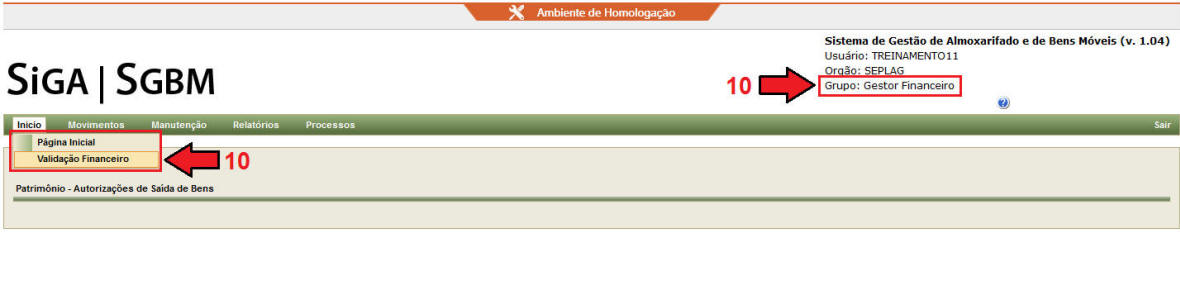 Ambiente de Homologação
Sistema de Gestão de Almoxarifado e de Bens Móveis (v. 1.04)
Usuário: TREINAMENTO11
Orgão: SEPLAG
Grupo: Gestor Financeiro
10
SIGA | SGBM
Início Movimentos Manutenção Relatórios Processos Sair
Página Inicial
Validação Financeiro
10
Patrimônio - Autorizações de Saída de Bens